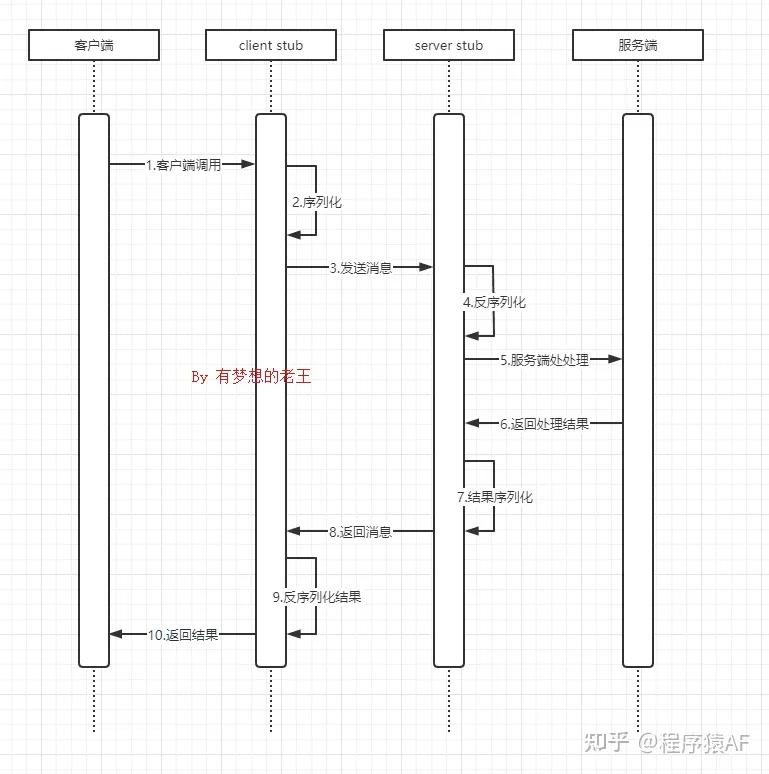 客户端
client stub
server stub
服务端
1.客户端调用
2.序列化
3.发送消息
4.反序列化
5.服务端处处理
By 有梦想的老王
6.返回处理结果
7.结果序列化
8.返回消息
9.反序列化结果
10.返回结果
知乎 @程序猿AF